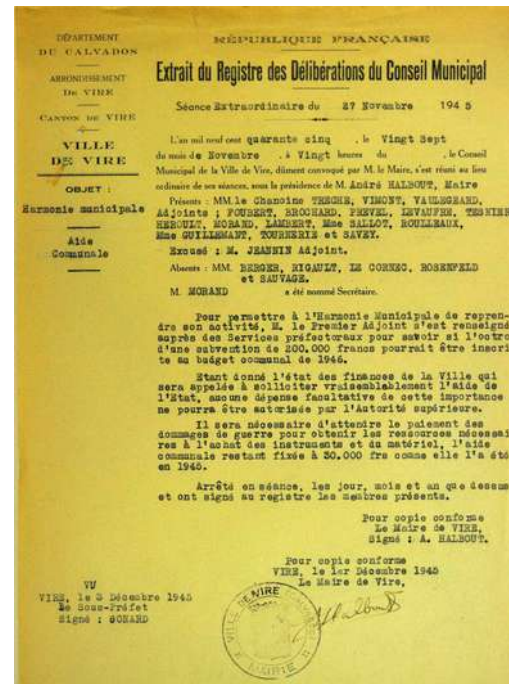 DÉPARTEMENT
DU CALVADOS
ARRONDISSEMENT
DE VIRE
CANTON DE VIRE
VILLE
DE VIRE
OBJET :
Harmonie municipale
Aide
Communale
RÉPUBLIQUE FRANÇAISE
Extrait du Registre des Délibérations du Conseil Municipal
Séance Extraordinaire du 27 Novembre 1945
L'an mil neuf cent quarante cinq , le Vingt Sept
du mois de Novembre , à Vingt heures du , le Conseil
Municipal de la Ville de Vire, dûment convoqué par M. le Maire, s'est réuni au lieu
ordinaire de ses séances, sous la présidence de M. André HALBOUT, Maire
Présents : MM. le Chanoine TRECHE, VIMONT, VAULEGEARD,
Adjoints ; FOUBERT, BROCHARD, PREVEL, LEVAUFRE, TESNIER
HEROULT, MORAND, LAMBERT, Mme SALLOT, ROULLEAUX,
Mme GUILLEMANT, TOURNERIE et SAVEY.
Excusé : M. JEANNIN Adjoint.
Absents : MM. BERGER, RIGAULT, LE CORNEC, ROSENFELD
et SAUVAGE.
M. MORAND a été nommé Secrétaire.
Pour permettre à l'Harmonie Municipale de repren-
dre son activité, M. le Premier Adjoint s'est renseigné
auprès des Services préfectoraux pour savoir si l'octro
d'une subvention de 200.000 francs pourrait être inscri
te au budget communal de 1946.
Etant donné l'état des finances de la Ville qui
sera appelée à solliciter vraisemblablement l'aide de
l'Etat, aucune dépense facultative de cette importance
ne pourra être autorisée par l'Autorité supérieure.
Il sera nécessaire d'attendre le paiement des
dommages de guerre pour obtenir les ressources nécessai
res à l'achat des instruments et du matériel, l'aide
communale restant fixée à 30.000 frs comme elle l'a été
en 1945.
Arrêté en séance, les jour, mois et an que dessus
et ont signé au registre les membres présents.
Pour copie conforme
Le Maire de VIRE,
Signé : A. HALBOUT.
Pour copie conforme
VIRE, le 1er Décembre 1945
Le Maire de Vire,
VU
VIRE, le 3 Décembre 1945
Le Sous-Préfet
Signé : SONARD
VILLE DE VIRE
MAIRIE